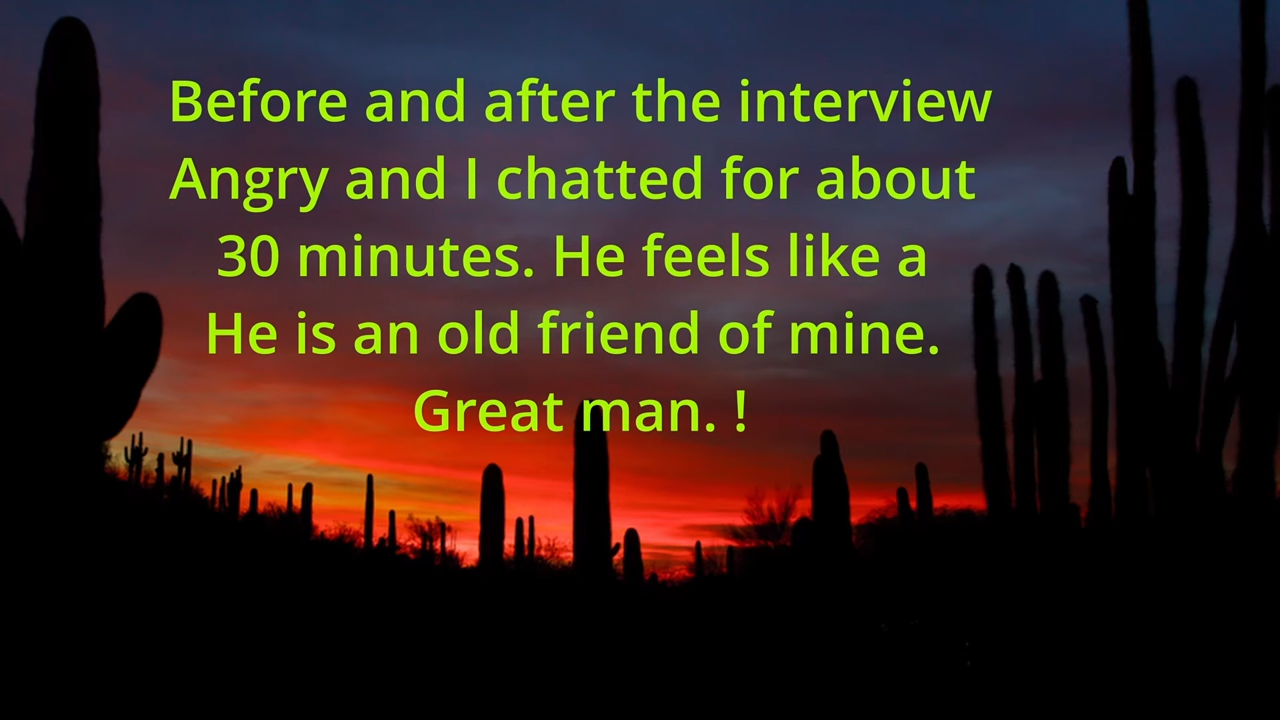 Before and after the interview
Angry and I chatted for about
30 minutes. He feels like a
He is an old friend of mine.
Great man. !